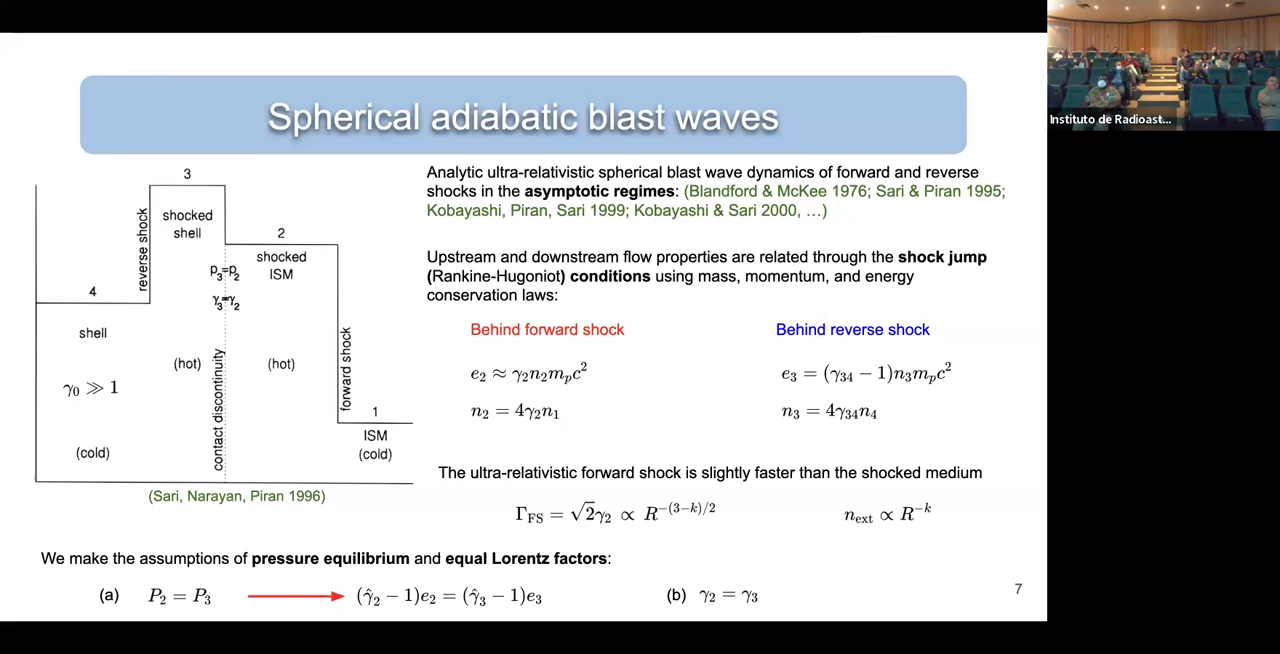 Spherical adiabatic blast waves
Instituto de Radioast...
3
shocked
shell
reverse shock
2
shocked
ISM
p₃=p₂
γ₃=γ₂
4
shell
γ₀ ≫ 1
(cold)
(hot)
(hot)
contact discontinuity
forward shock
1
ISM
(cold)
(Sari, Narayan, Piran 1996)
Analytic ultra-relativistic spherical blast wave dynamics of forward and reverse
shocks in the asymptotic regimes: (Blandford & McKee 1976; Sari & Piran 1995;
Kobayashi, Piran, Sari 1999; Kobayashi & Sari 2000, …)
Upstream and downstream flow properties are related through the shock jump
(Rankine-Hugoniot) conditions using mass, momentum, and energy
conservation laws:
Behind forward shock Behind reverse shock
e₂ ≈ γ₂n₂mₚc² e₃ = (γ₃₄ − 1)n₃mₚc²
n₂ = 4γ₂n₁ n₃ = 4γ₃₄n₄
The ultra-relativistic forward shock is slightly faster than the shocked medium
Γ_FS = √2γ₂ ∝ R^−(3−k)/2 n_ext ∝ R^−k
We make the assumptions of pressure equilibrium and equal Lorentz factors:
(a) P₂ = P₃ (γ̂₂ − 1)e₂ = (γ̂₃ − 1)e₃ (b) γ₂ = γ₃
7